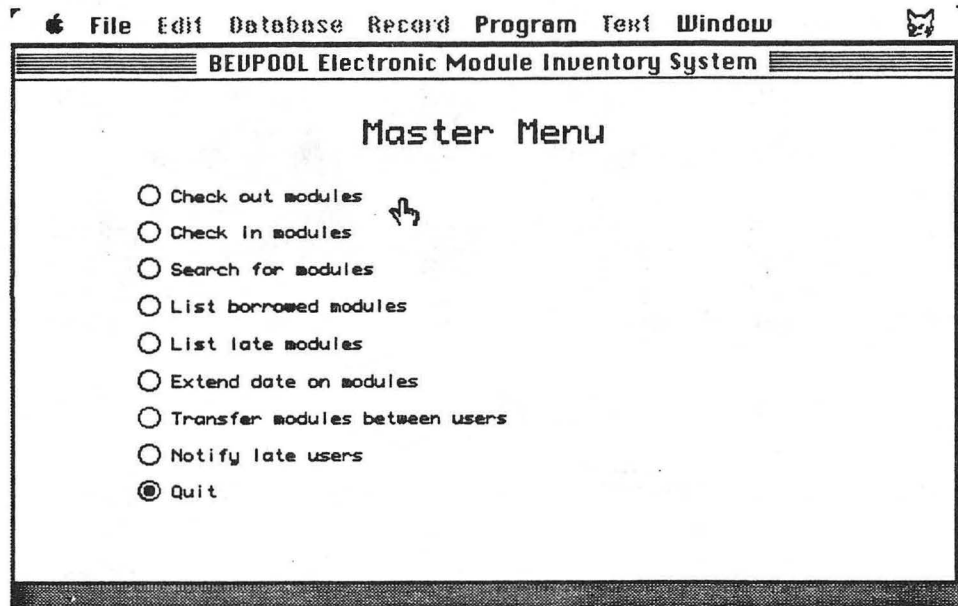 File Edit Database Record Program Text Window
BEVPOOL Electronic Module Inventory System
Master Menu
Check out modules
Check in modules
Search for modules
List borrowed modules
List late modules
Extend date on modules
Transfer modules between users
Notify late users
Quit